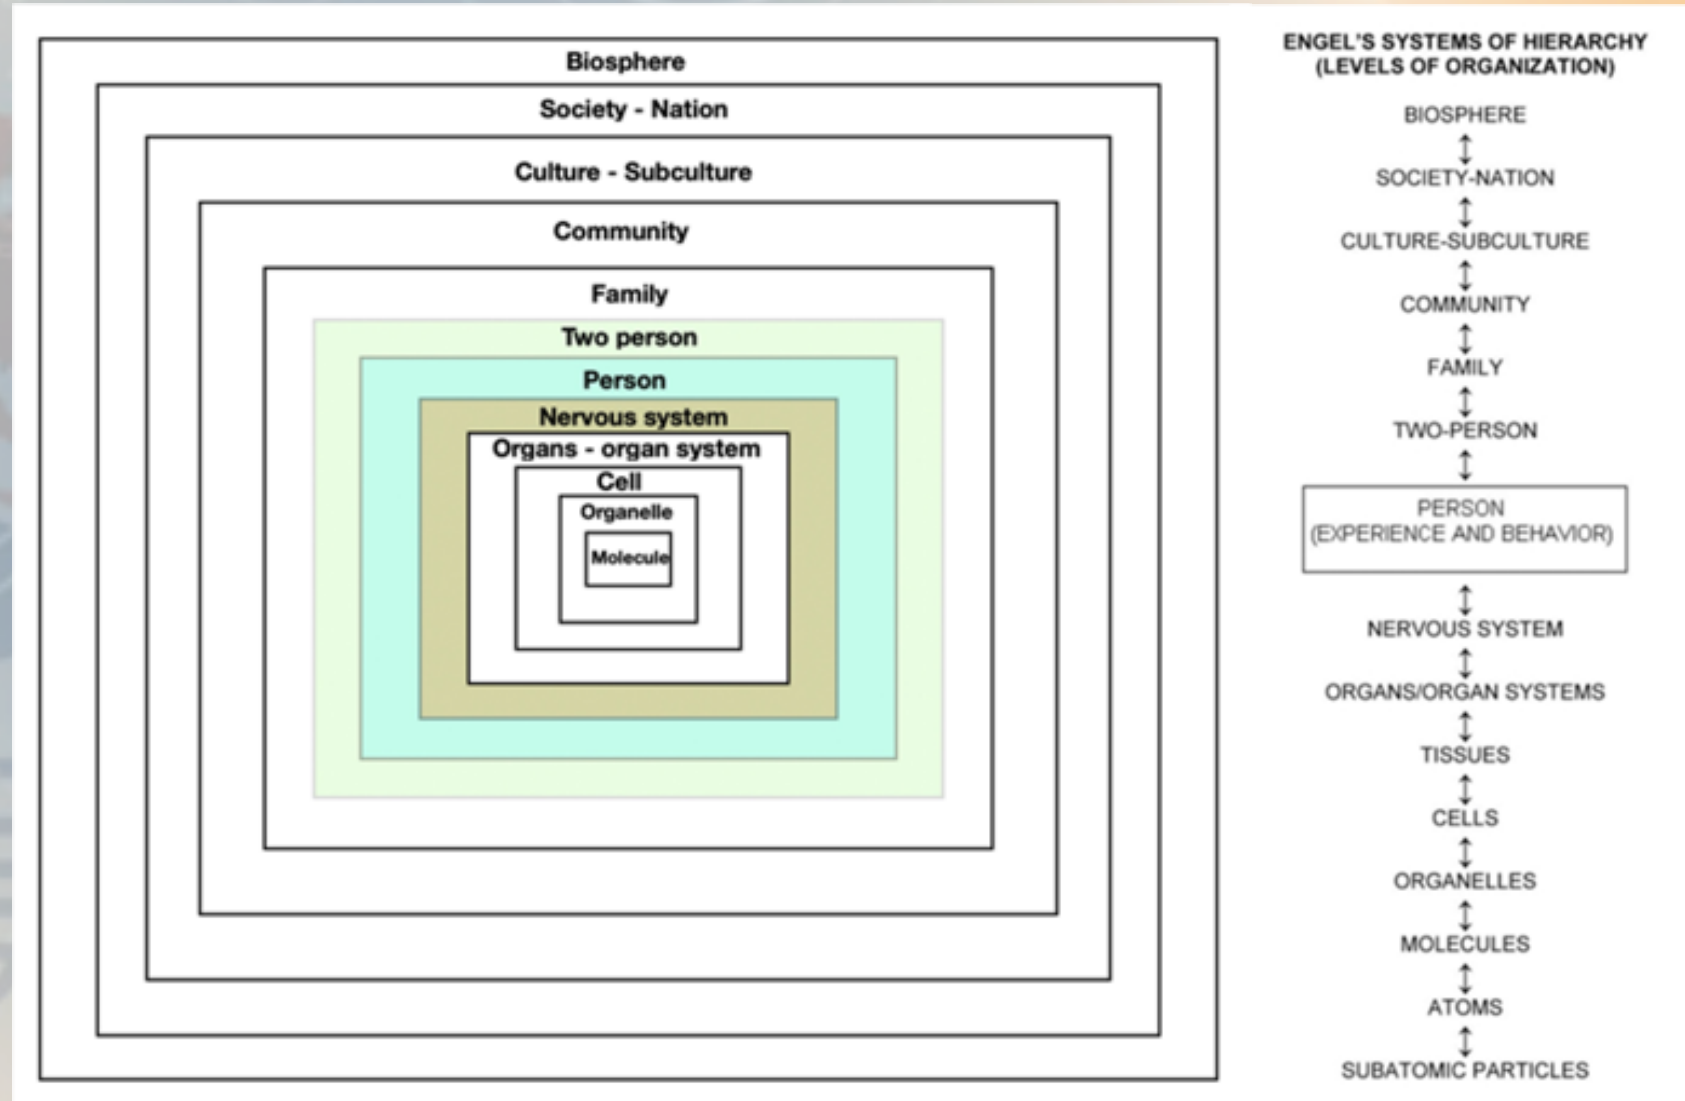 Biosphere
Society - Nation
Culture - Subculture
Community
Family
Two person
Person
Nervous system
Organs - organ system
Cell
Organelle
Molecule
ENGEL'S SYSTEMS OF HIERARCHY
(LEVELS OF ORGANIZATION)
BIOSPHERE
SOCIETY-NATION
CULTURE-SUBCULTURE
COMMUNITY
FAMILY
TWO-PERSON
PERSON
(EXPERIENCE AND BEHAVIOR)
NERVOUS SYSTEM
ORGANS/ORGAN SYSTEMS
TISSUES
CELLS
ORGANELLES
MOLECULES
ATOMS
SUBATOMIC PARTICLES